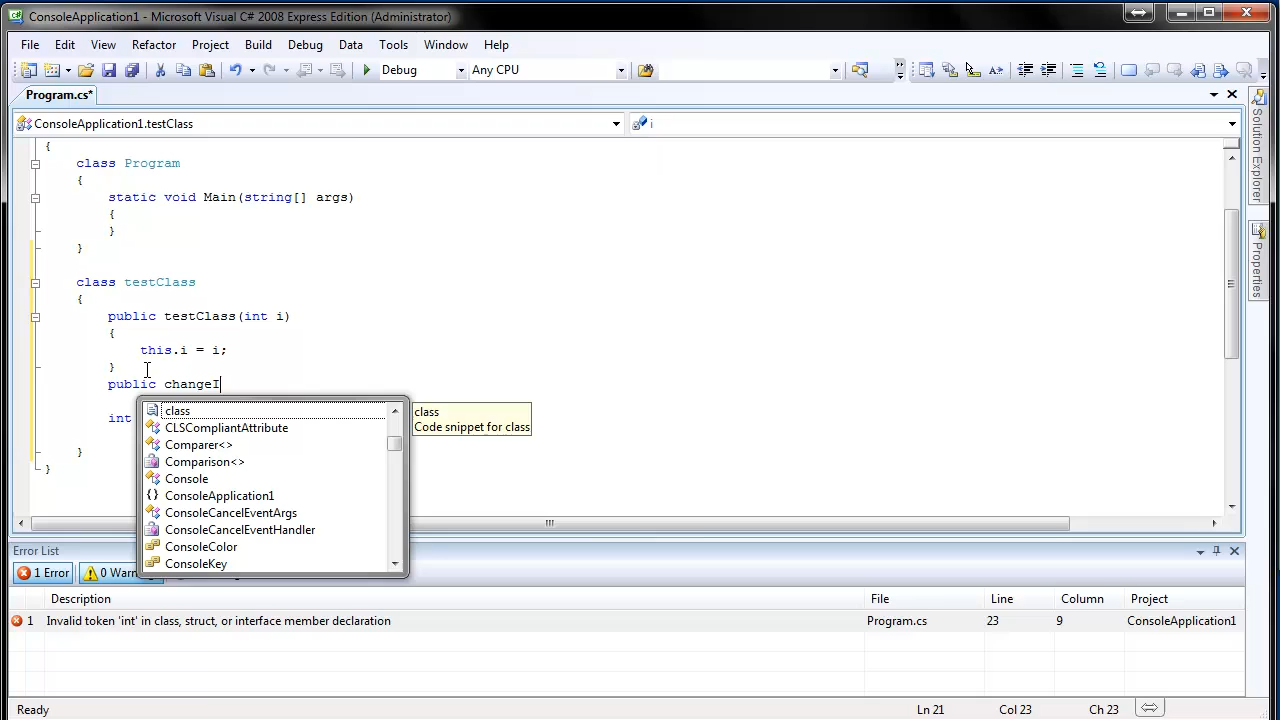 ConsoleApplication1 - Microsoft Visual C# 2008 Express Edition (Administrator)
File Edit View Refactor Project Build Debug Data Tools Window Help
Debug Any CPU
Program.cs*
ConsoleApplication1.testClass i
{
class Program
{
static void Main(string[] args)
{
}
}
class testClass
{
public testClass(int i)
{
this.i = i;
}
public changeI
int
}
}
class
CLSCompliantAttribute
Comparer<>
Comparison<>
Console
ConsoleApplication1
ConsoleCancelEventArgs
ConsoleCancelEventHandler
ConsoleColor
ConsoleKey
class
Code snippet for class
Solution Explorer
Properties
Error List
1 Error 0 Warn
Description File Line Column Project
1 Invalid token 'int' in class, struct, or interface member declaration Program.cs 23 9 ConsoleApplication1
Ready Ln 21 Col 23 Ch 23